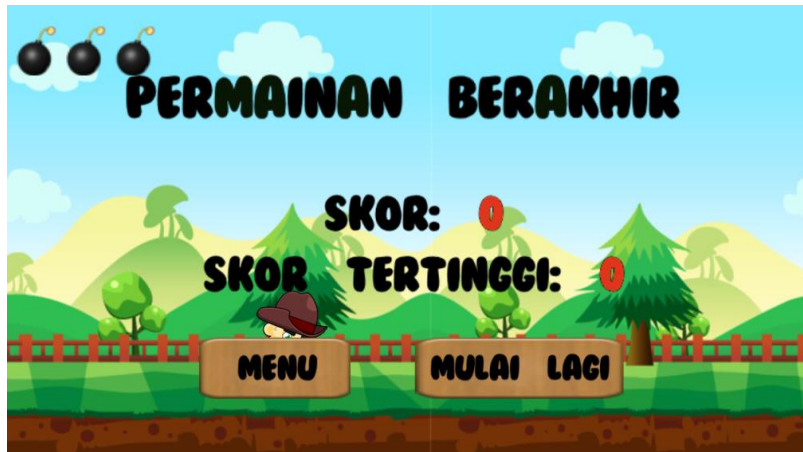 PERMAINAN BERAKHIR
SKOR: 0
SKOR TERTINGGI: 0
MENU
MULAI LAGI